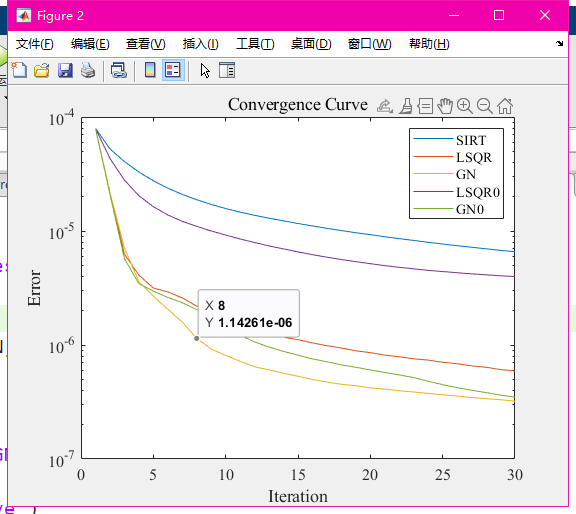 Figure 2
文件(F) 编辑(E) 查看(V) 插入(I) 工具(T) 桌面(D) 窗口(W) 帮助(H)
Convergence Curve
10⁻⁴
SIRT
LSQR
GN
LSQR0
GN0
10⁻⁵
Error
X 8
Y 1.14261e-06
10⁻⁶
10⁻⁷
0 5 10 15 20 25 30
Iteration